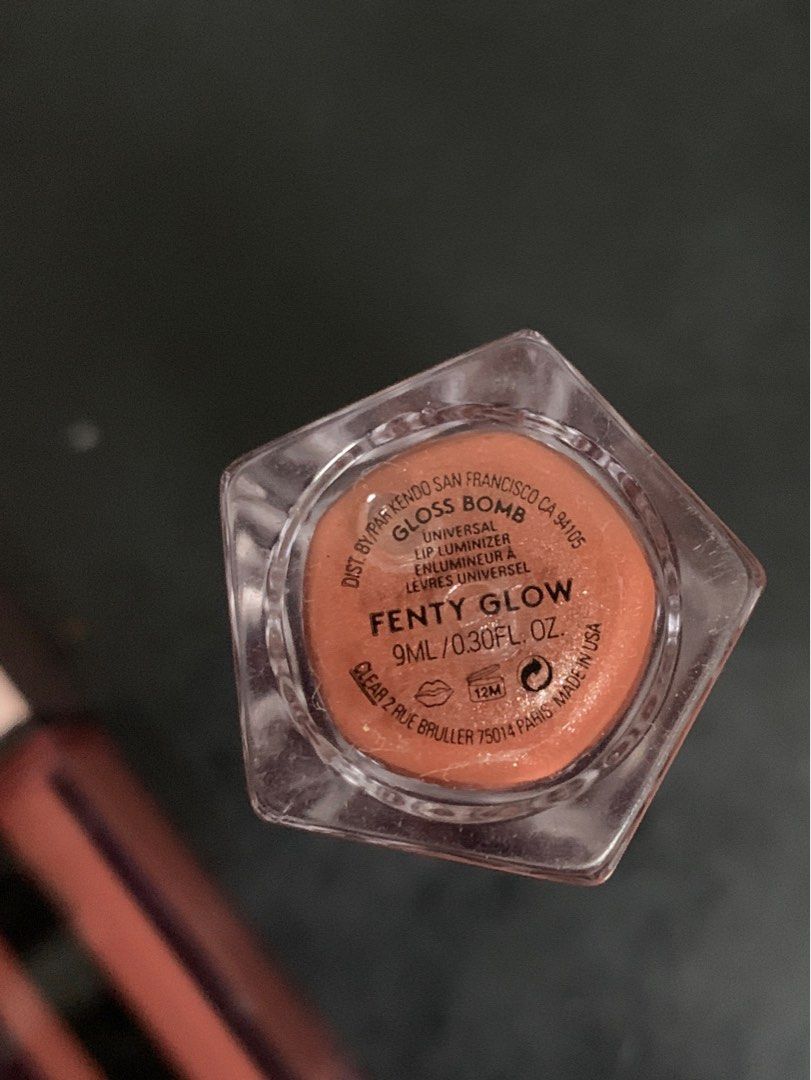 DIST. BY/PAR KENDO SAN FRANCISCO CA 94105
GLOSS BOMB
UNIVERSAL
LIP LUMINIZER
ENLUMINEUR À
LÈVRES UNIVERSEL
FENTY GLOW
9ML/0.30FL. OZ.
12M
CLEAR 2 RUE BRULLER 75014 PARIS. MADE IN USA